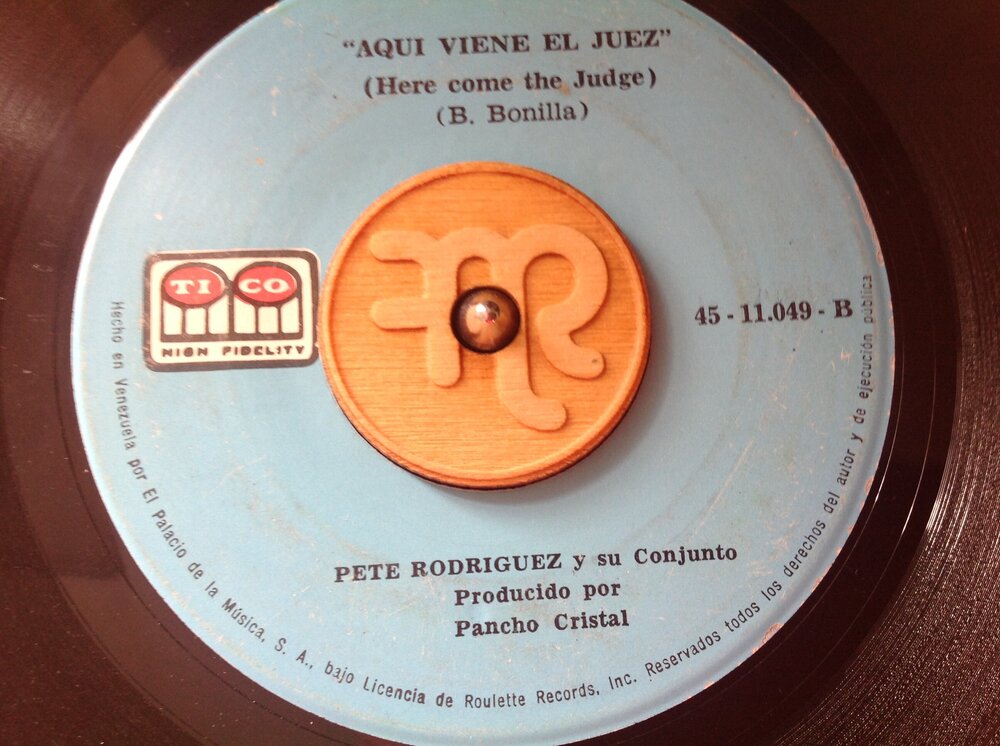 "AQUI VIENE EL JUEZ"
(Here come the Judge)
(B. Bonilla)
TICO
HIGH FIDELITY
45 - 11.049 - B
PETE RODRIGUEZ y su Conjunto
Producido por
Pancho Cristal
Hecho en Venezuela por El Palacio de la Música, S. A., bajo Licencia de Roulette Records, Inc. Reservados todos los derechos del autor y de ejecución pública